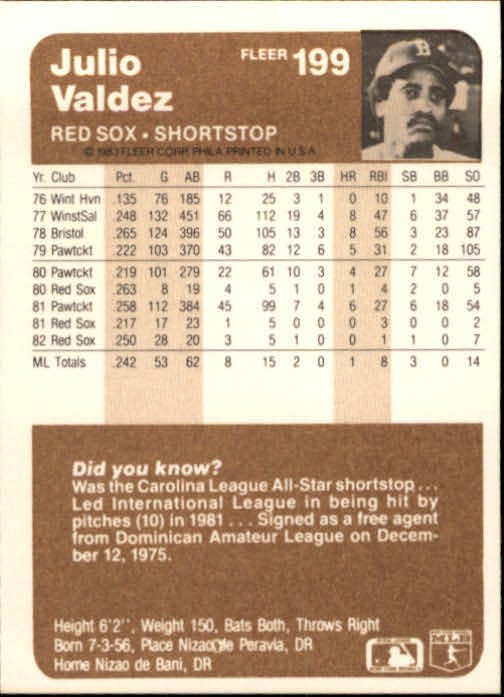 Julio
Valdez
FLEER 199
RED SOX • SHORTSTOP
© 1983 FLEER CORP. PHILA. PRINTED IN U.S.A.
Yr. Club Pct. G AB R H 2B 3B HR RBI SB BB SO
76 Wint Hvn .135 76 185 12 25 3 1 0 10 1 34 48
77 WinstSal .248 132 451 66 112 19 4 8 47 6 37 57
78 Bristol .265 124 396 50 105 13 3 8 56 3 23 87
79 Pawtckt .222 103 370 43 82 12 6 5 31 2 18 105
80 Pawtckt .219 101 279 22 61 10 3 4 27 7 12 58
80 Red Sox .263 8 19 4 5 1 0 1 4 2 0 5
81 Pawtckt .258 112 384 45 99 7 4 6 27 6 18 54
81 Red Sox .217 17 23 1 5 0 0 0 3 0 0 2
82 Red Sox .250 28 20 3 5 1 0 0 1 1 0 7
ML Totals .242 53 62 8 15 2 0 1 8 3 0 14
Did you know?
Was the Carolina League All-Star shortstop . . .
Led International League in being hit by
pitches (10) in 1981 . . . Signed as a free agent
from Dominican Amateur League on Decem-
ber 12, 1975.
Height 6'2'', Weight 150, Bats Both, Throws Right
Born 7-3-56, Place Nizao de Peravia, DR
Home Nizao de Bani, DR